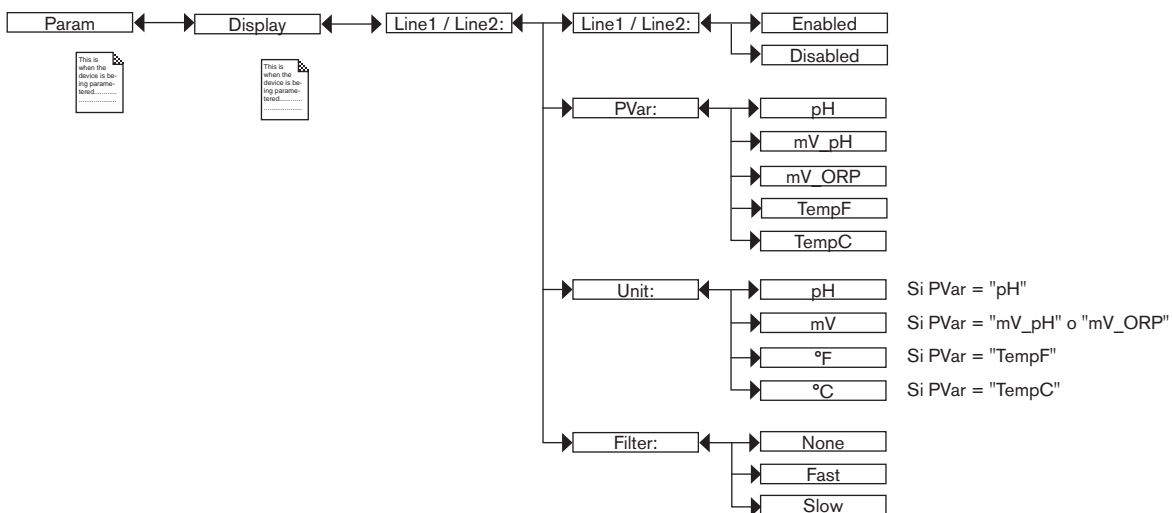 Param
Display
Line1 / Line2:
Line1 / Line2:
Enabled
Disabled
This is
when the
device is be-
ing parame-
tered............
......................
This is
when the
device is be-
ing parame-
tered............
......................
PVar:
pH
mV_pH
mV_ORP
TempF
TempC
Unit:
pH
Si PVar = "pH"
mV
Si PVar = "mV_pH" o "mV_ORP"
°F
Si PVar = "TempF"
°C
Si PVar = "TempC"
Filter:
None
Fast
Slow